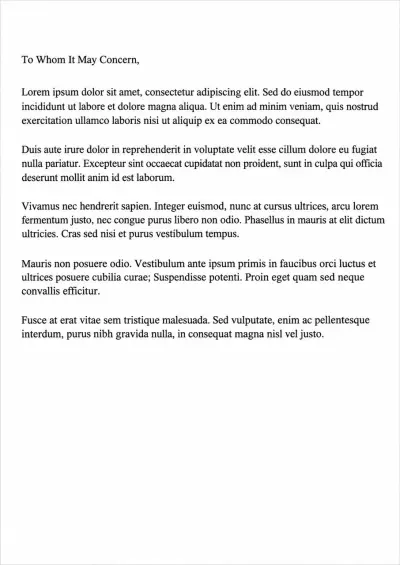 To Whom It May Concern,
Lorem ipsum dolor sit amet, consectetur adipiscing elit. Sed do eiusmod tempor
incididunt ut labore et dolore magna aliqua. Ut enim ad minim veniam, quis nostrud
exercitation ullamco laboris nisi ut aliquip ex ea commodo consequat.
Duis aute irure dolor in reprehenderit in voluptate velit esse cillum dolore eu fugiat
nulla pariatur. Excepteur sint occaecat cupidatat non proident, sunt in culpa qui officia
deserunt mollit anim id est laborum.
Vivamus nec hendrerit sapien. Integer euismod, nunc at cursus ultrices, arcu lorem
fermentum justo, nec congue purus libero non odio. Phasellus in mauris at elit dictum
ultricies. Cras sed nisi et purus vestibulum tempus.
Mauris non posuere odio. Vestibulum ante ipsum primis in faucibus orci luctus et
ultrices posuere cubilia curae; Suspendisse potenti. Proin eget quam sed neque
convallis efficitur.
Fusce at erat vitae sem tristique malesuada. Sed vulputate, enim ac pellentesque
interdum, purus nibh gravida nulla, in consequat magna nisl vel justo.